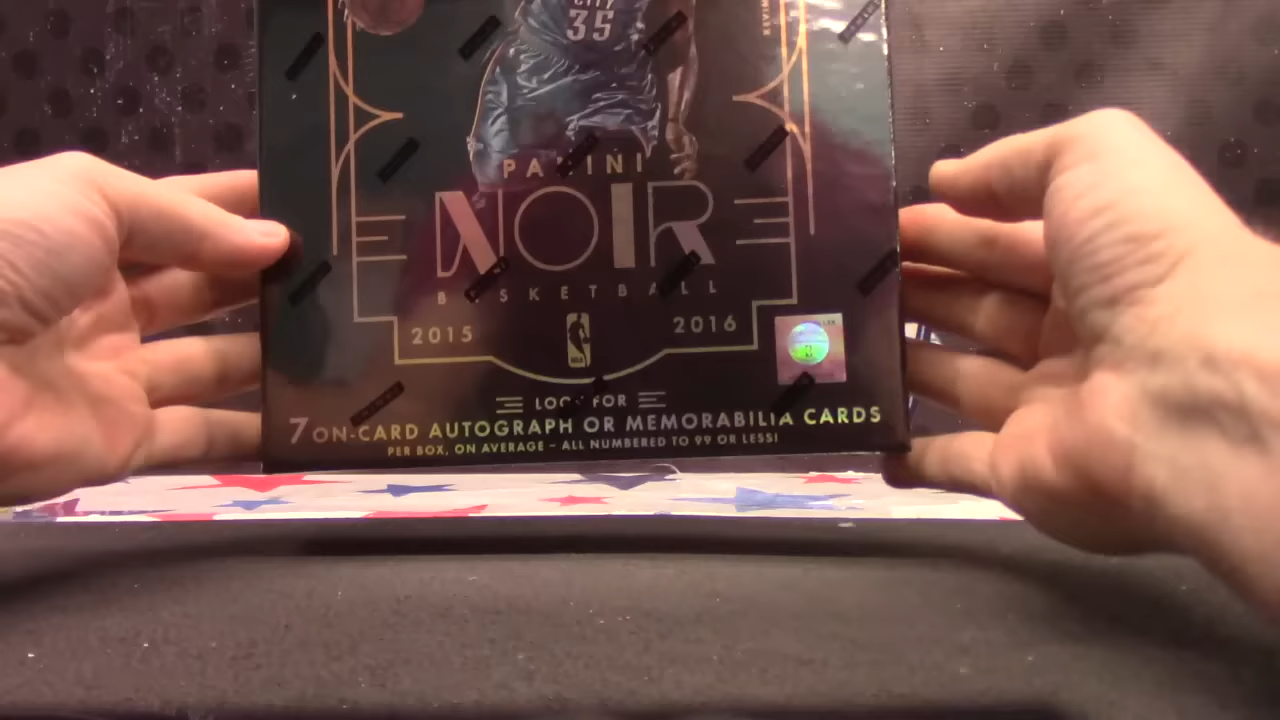 CITY
35
KEVIN
PANINI
NOIR
BASKETBALL
2015
2016
LOOK FOR
7 ON-CARD AUTOGRAPH OR MEMORABILIA CARDS
PER BOX, ON AVERAGE - ALL NUMBERED TO 99 OR LESS!